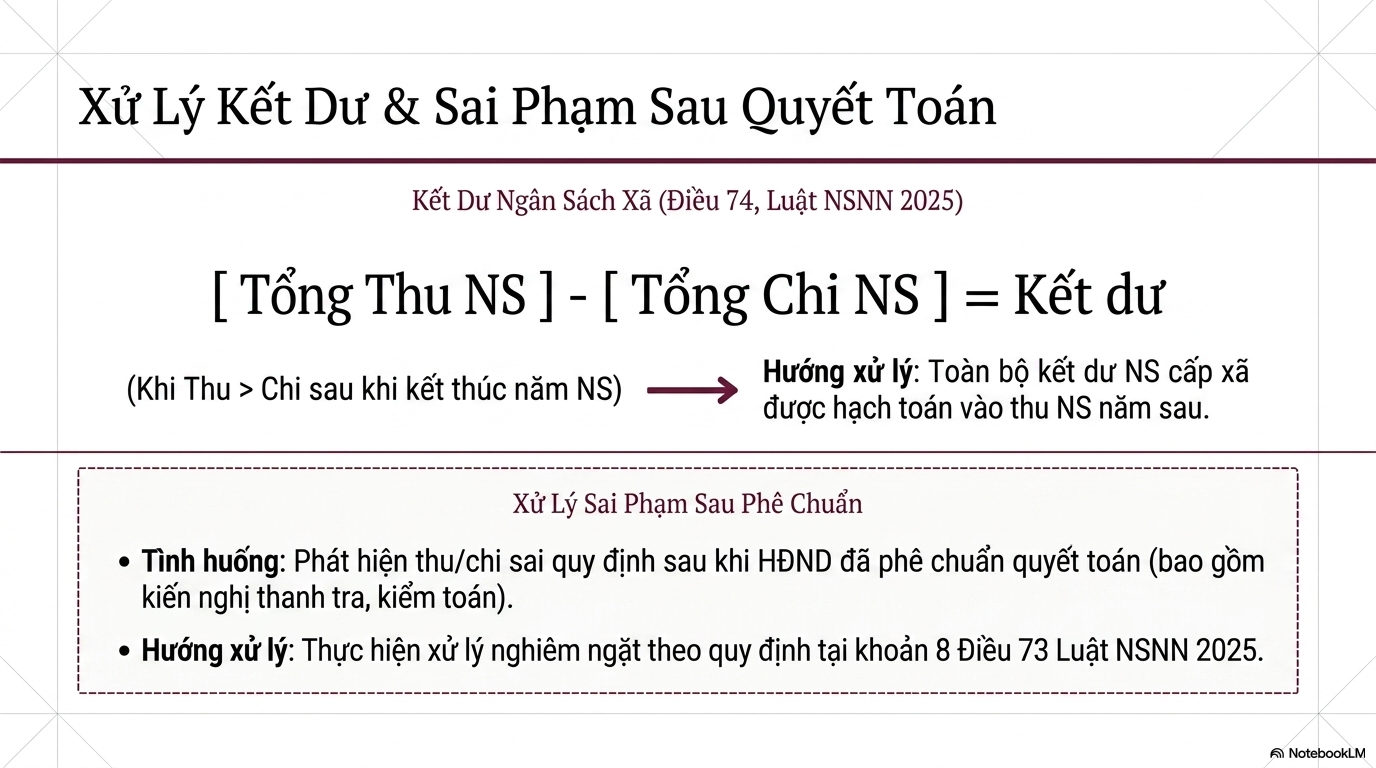 Xử Lý Kết Dư & Sai Phạm Sau Quyết Toán
Kết Dư Ngân Sách Xã (Điều 74, Luật NSNN 2025)
[ Tổng Thu NS ] - [ Tổng Chi NS ] = Kết dư
(Khi Thu > Chi sau khi kết thúc năm NS)
Hướng xử lý: Toàn bộ kết dư NS cấp xã
được hạch toán vào thu NS năm sau.
Xử Lý Sai Phạm Sau Phê Chuẩn
• Tình huống: Phát hiện thu/chi sai quy định sau khi HĐND đã phê chuẩn quyết toán (bao gồm
kiến nghị thanh tra, kiểm toán).
• Hướng xử lý: Thực hiện xử lý nghiêm ngặt theo quy định tại khoản 8 Điều 73 Luật NSNN 2025.
NotebookLM